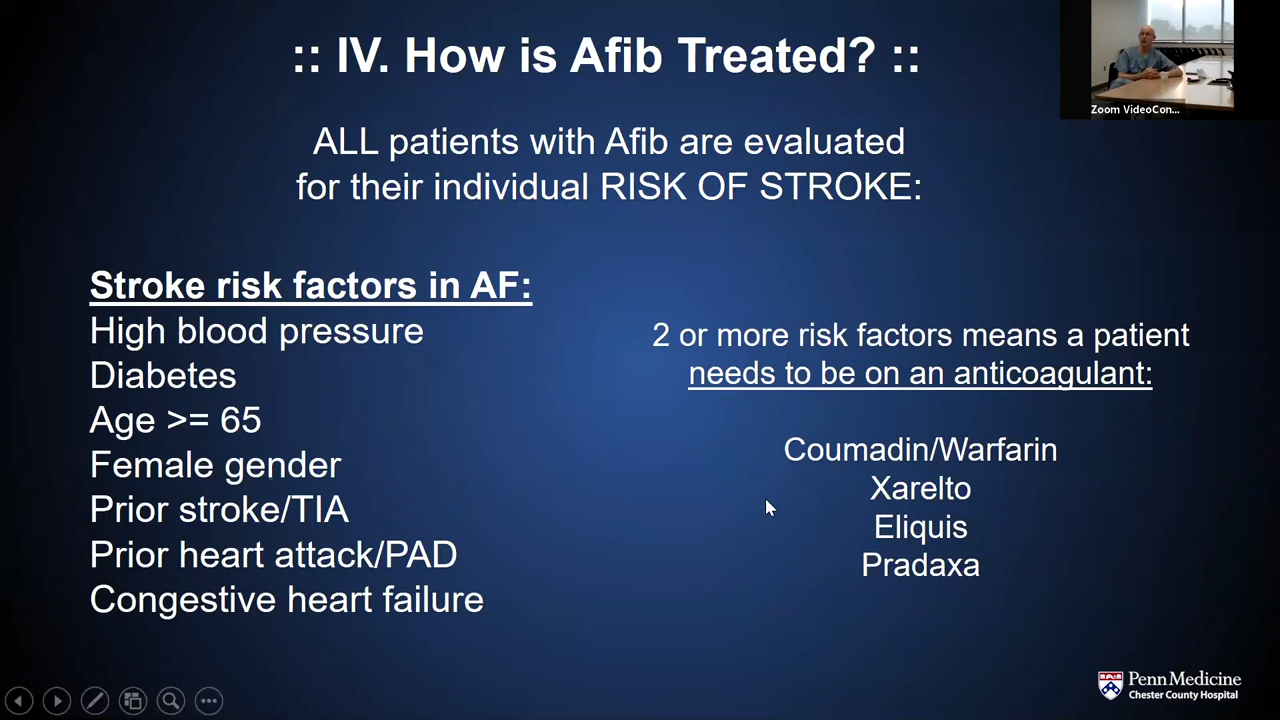 :: IV. How is Afib Treated? ::
Zoom VideoCon...
ALL patients with Afib are evaluated
for their individual RISK OF STROKE:
Stroke risk factors in AF:
High blood pressure
Diabetes
Age >= 65
Female gender
Prior stroke/TIA
Prior heart attack/PAD
Congestive heart failure
2 or more risk factors means a patient
needs to be on an anticoagulant:
Coumadin/Warfarin
Xarelto
Eliquis
Pradaxa
Penn Medicine
Chester County Hospital